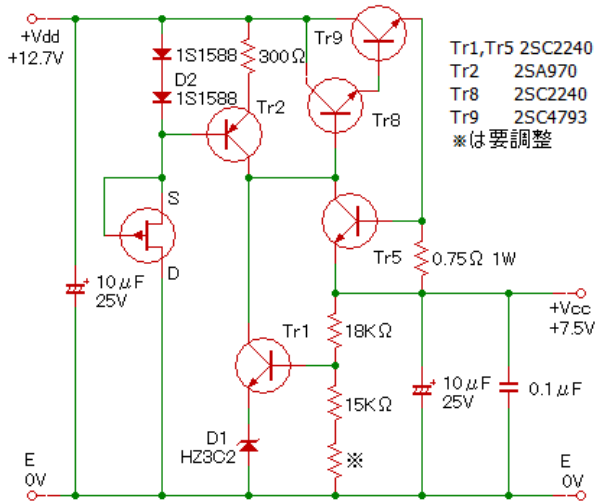 +Vdd
+12.7V
1S1588
D2
1S1588
300Ω
Tr2
Tr9
Tr8
Tr1,Tr5 2SC2240
Tr2 2SA970
Tr8 2SC2240
Tr9 2SC4793
※は要調整
S
D
10μF
25V
Tr5
0.75Ω 1W
+Vcc
+7.5V
Tr1
18KΩ
15KΩ
※
10μF
25V
0.1μF
D1
HZ3C2
E
0V
E
0V